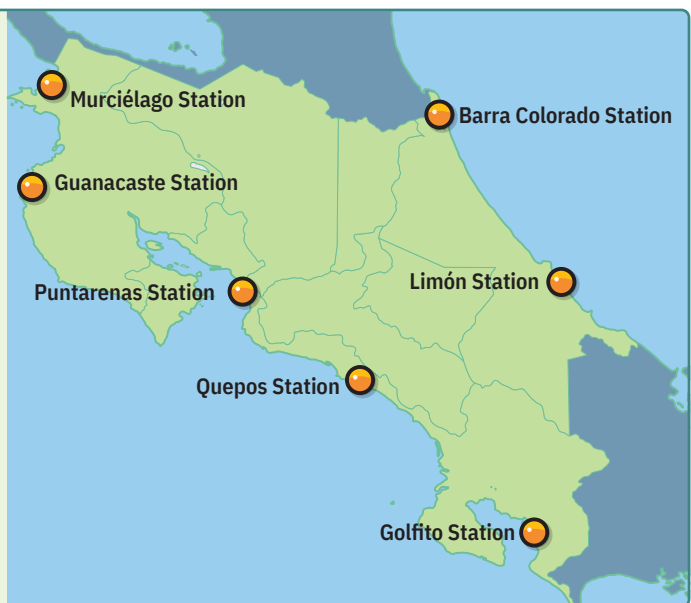 Murciélago Station
Barra Colorado Station
Guanacaste Station
Limón Station
Puntarenas Station
Quepos Station
Golfito Station